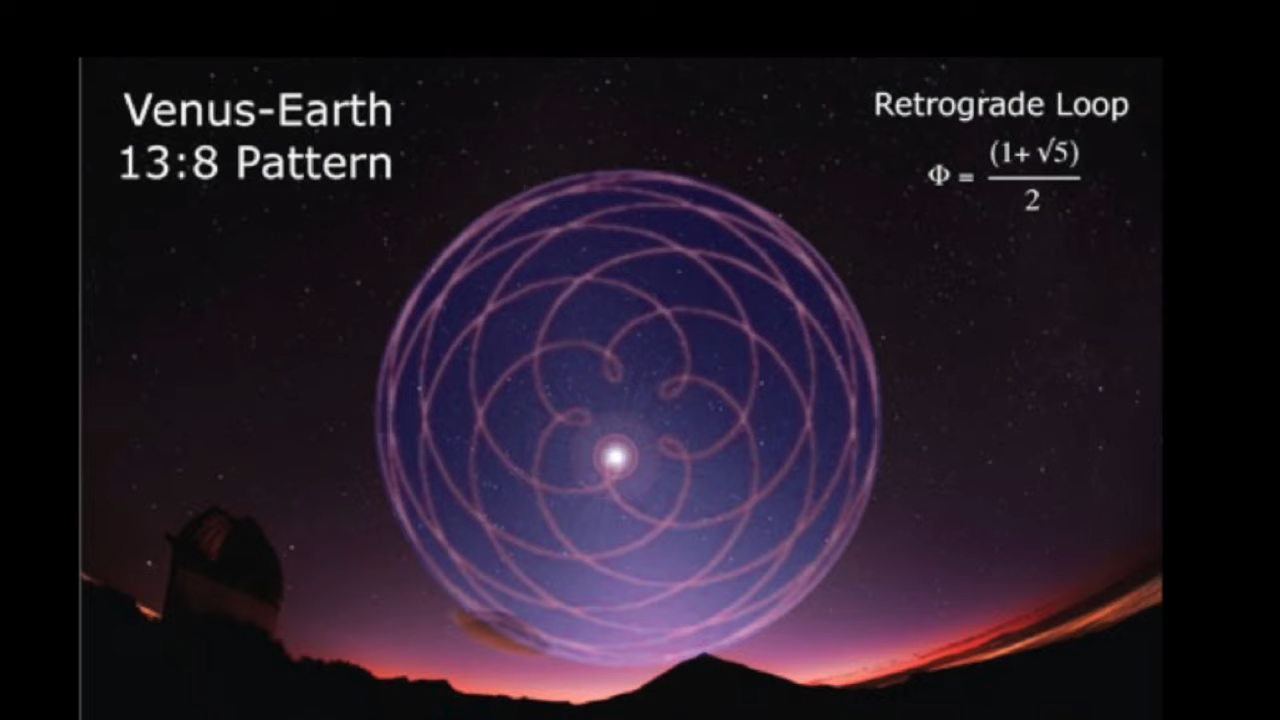 Venus-Earth
13:8 Pattern
Retrograde Loop
Φ = (1+ √5)
2